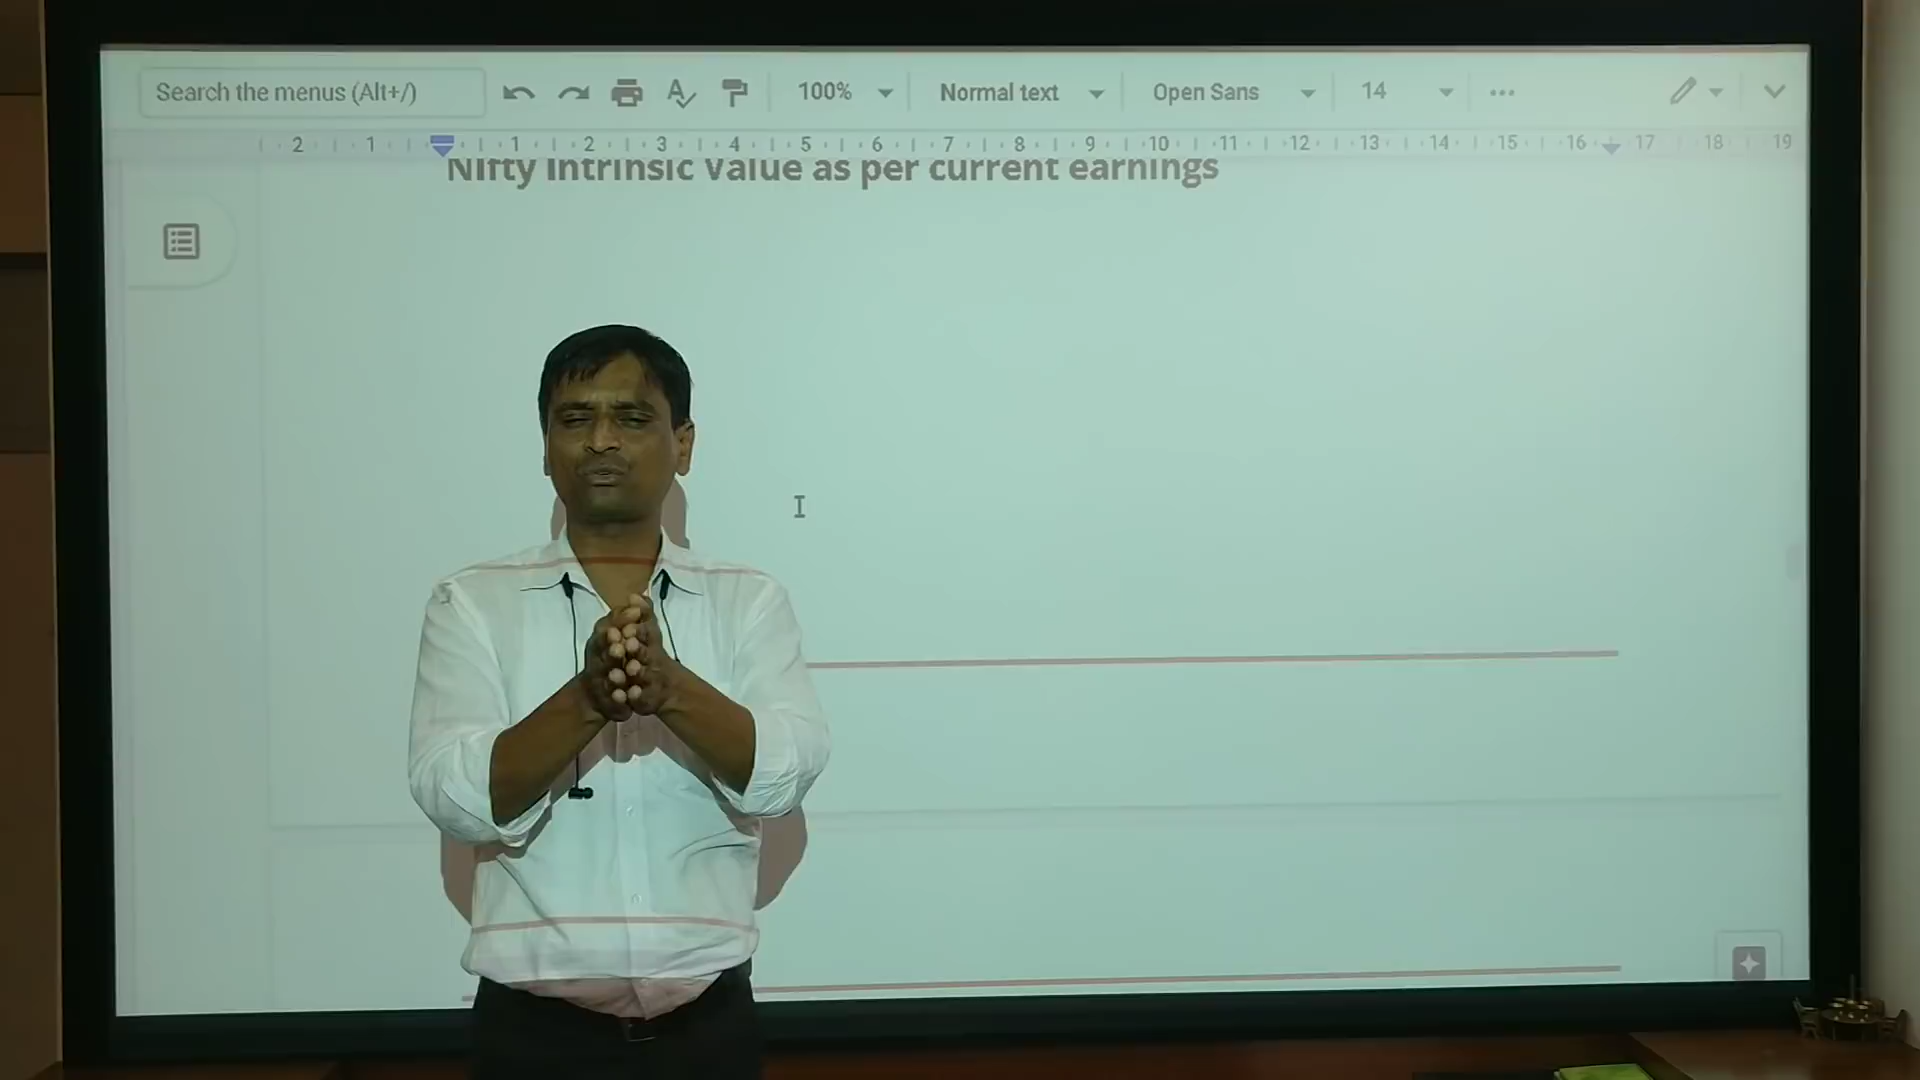 Search the menus (Alt+/) 100% Normal text Open Sans 14
2 1 1 2 3 4 5 6 7 8 9 10 11 12 13 14 15 16 17 18 19
Nifty Intrinsic Value as per current earnings